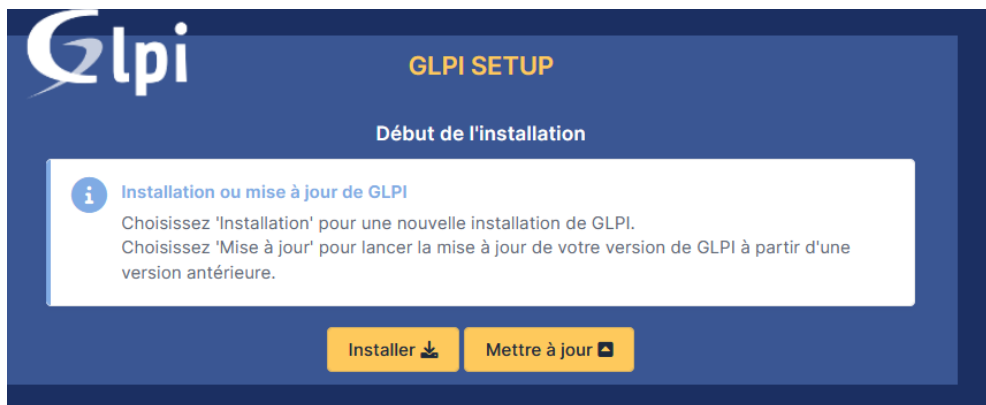 Glpi
GLPI SETUP
Début de l'installation
Installation ou mise à jour de GLPI
Choisissez 'Installation' pour une nouvelle installation de GLPI.
Choisissez 'Mise à jour' pour lancer la mise à jour de votre version de GLPI à partir d'une
version antérieure.
Installer
Mettre à jour